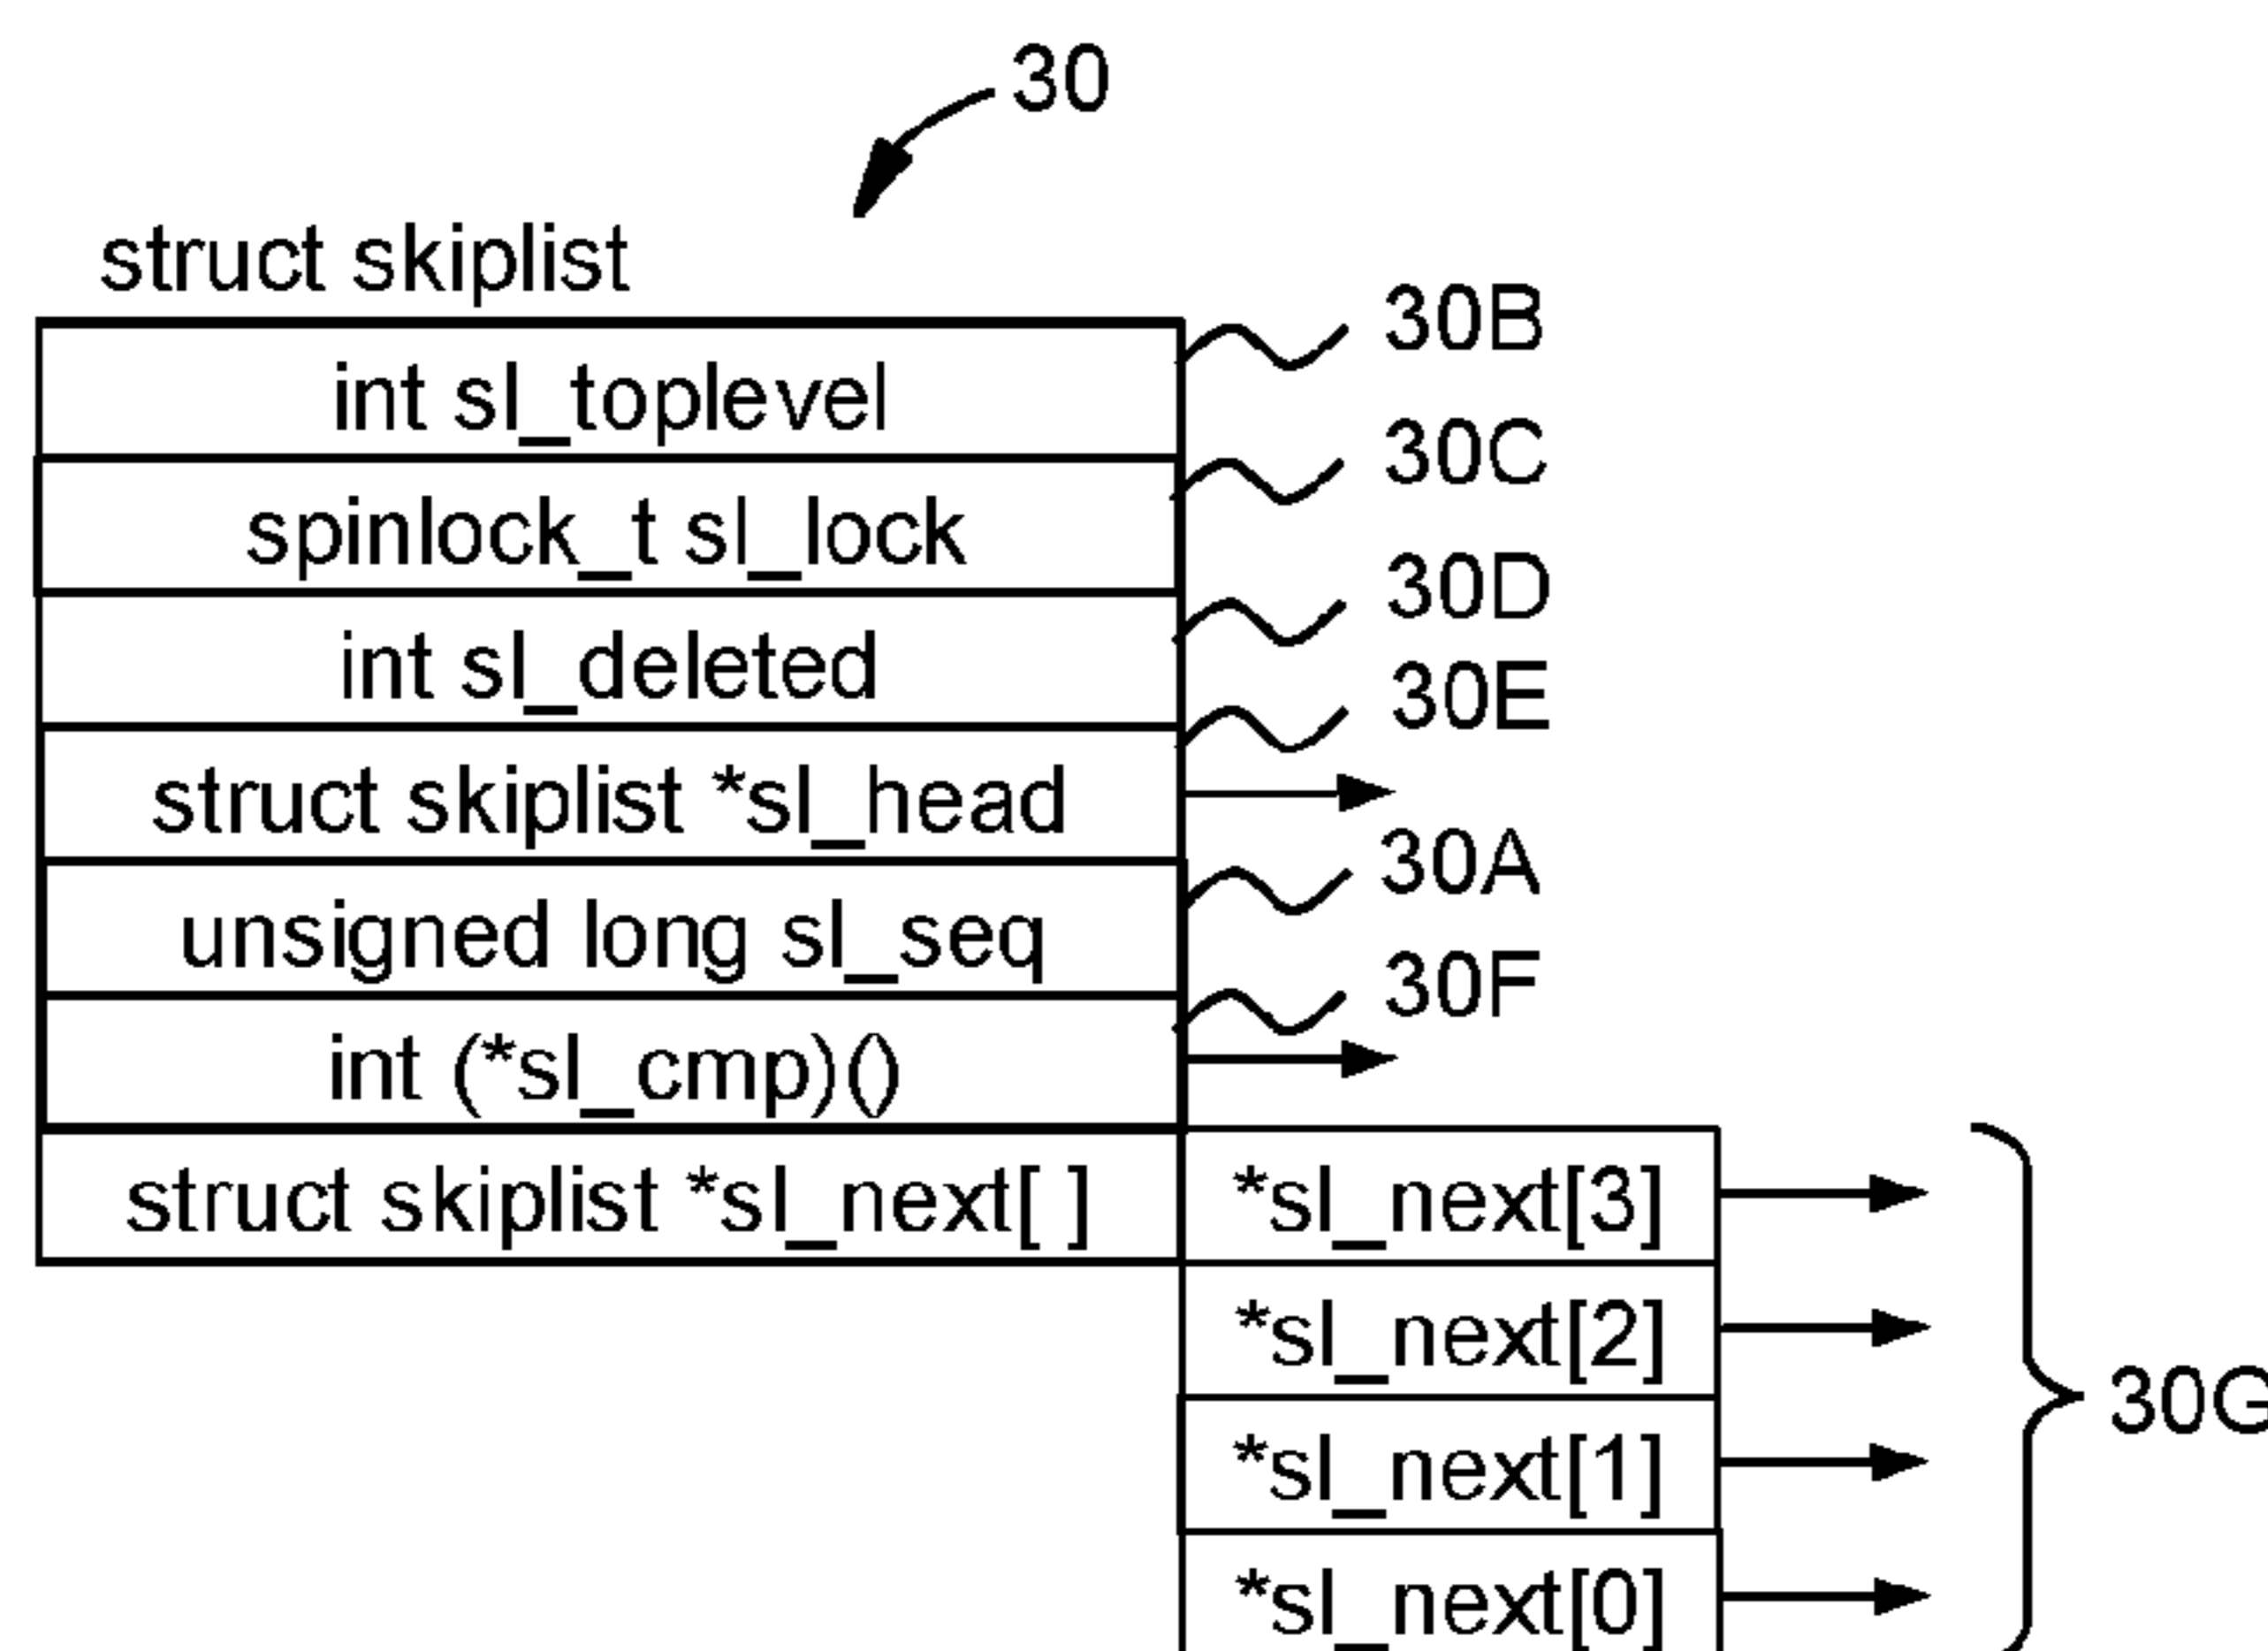 30
struct skiplist
30B
int sl_toplevel
30C
spinlock_t sl_lock
30D
int sl_deleted
30E
struct skiplist *sl_head
30A
unsigned long sl_seq
30F
int (*sl_cmp)()
struct skiplist *sl_next[ ] *sl_next[3]
*sl_next[2]
30G
*sl_next[1]
*sl_next[0]